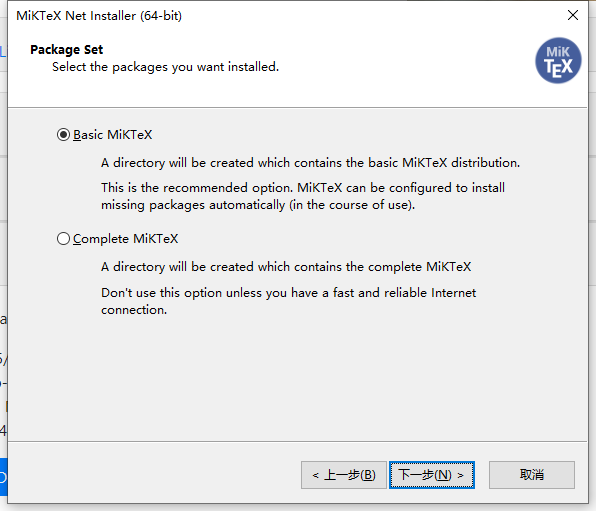 MiKTeX Net Installer (64-bit)
Package Set
Select the packages you want installed.
MiK
TEX
Basic MiKTeX
A directory will be created which contains the basic MiKTeX distribution.
This is the recommended option. MiKTeX can be configured to install
missing packages automatically (in the course of use).
Complete MiKTeX
A directory will be created which contains the complete MiKTeX
Don't use this option unless you have a fast and reliable Internet
connection.
< 上一步(B)
下一步(N) >
取消